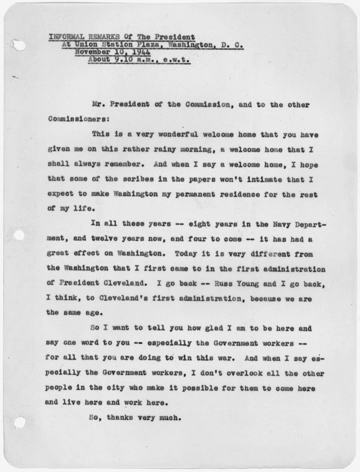 INFORMAL REMARKS Of The President
At Union Station Plaza, Washington, D. C.
November 10, 1944
About 9.10 a.m., e.w.t.
Mr. President of the Commission, and to the other
Commissioners:
This is a very wonderful welcome home that you have
given me on this rather rainy morning, a welcome home that I
shall always remember. And when I say a welcome home, I hope
that some of the scribes in the papers won't intimate that I
expect to make Washington my permanent residence for the rest
of my life.
In all these years -- eight years in the Navy Depart-
ment, and twelve years now, and four to come -- it has had a
great effect on Washington. Today it is very different from
the Washington that I first came to in the first administration
of President Cleveland. I go back -- Russ Young and I go back,
I think, to Cleveland's first administration, because we are
the same age.
So I want to tell you how glad I am to be here and
say one word to you -- especially the Government workers --
for all that you are doing to win this war. And when I say es-
pecially the Government workers, I don't overlook all the other
people in the city who make it possible for them to come here
and live here and work here.
So, thanks very much.